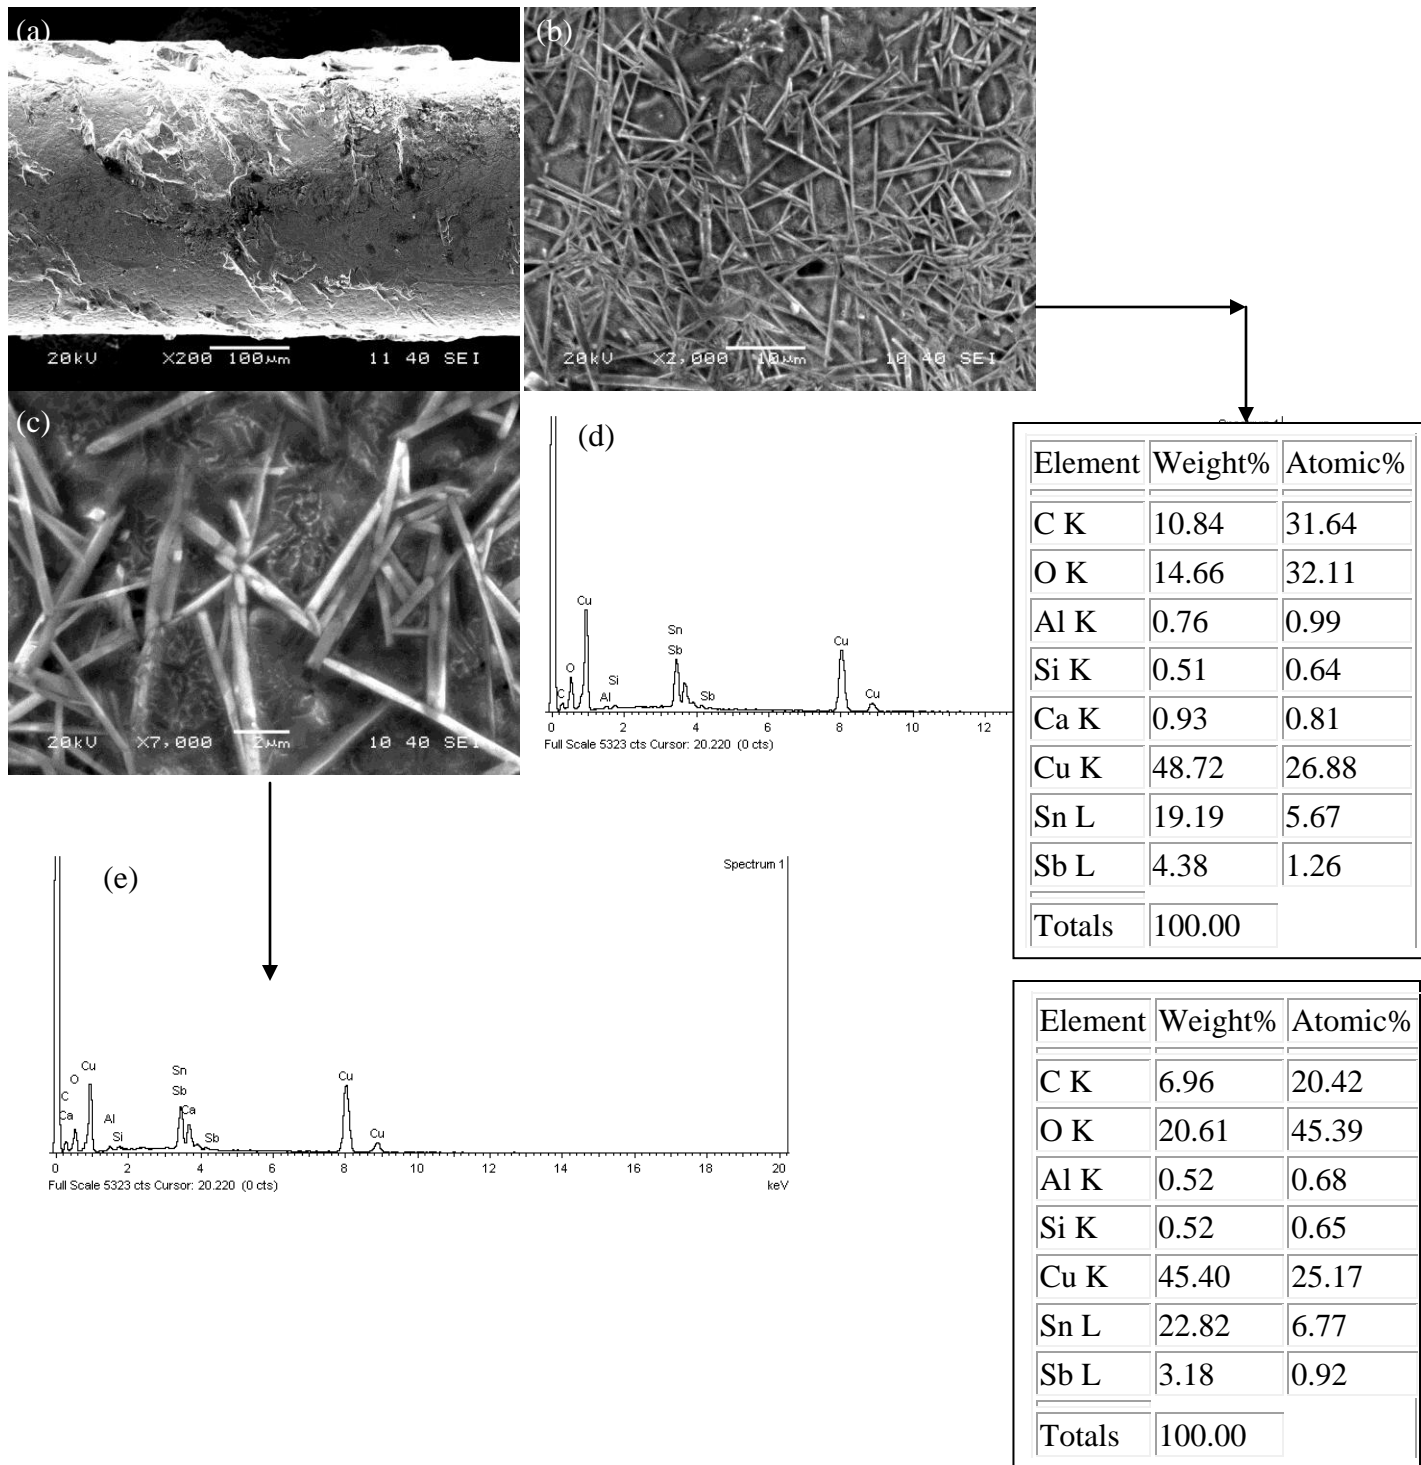 (a)
20kV X200 100µm 11 40 SEI
(b)
20kV X2,000 10µm 10 40 SEI
(c)
20kV X7,000 2µm 10 40 SEI
(d)
Cu
Sn
Sb
Cu
O
Si
C
Al
Sb
Cu
0 2 4 6 8 10 12
Full Scale 5323 cts Cursor: 20.220 (0 cts)
Element Weight% Atomic%
C K 10.84 31.64
O K 14.66 32.11
Al K 0.76 0.99
Si K 0.51 0.64
Ca K 0.93 0.81
Cu K 48.72 26.88
Sn L 19.19 5.67
Sb L 4.38 1.26
Totals 100.00
(e)
Spectrum 1
Cu
O
C
Ca
Sn
Sb
Ca
Cu
Al
Si
Sb
Cu
0 2 4 6 8 10 12 14 16 18 20
Full Scale 5323 cts Cursor: 20.220 (0 cts)
keV
Element Weight% Atomic%
C K 6.96 20.42
O K 20.61 45.39
Al K 0.52 0.68
Si K 0.52 0.65
Cu K 45.40 25.17
Sn L 22.82 6.77
Sb L 3.18 0.92
Totals 100.00